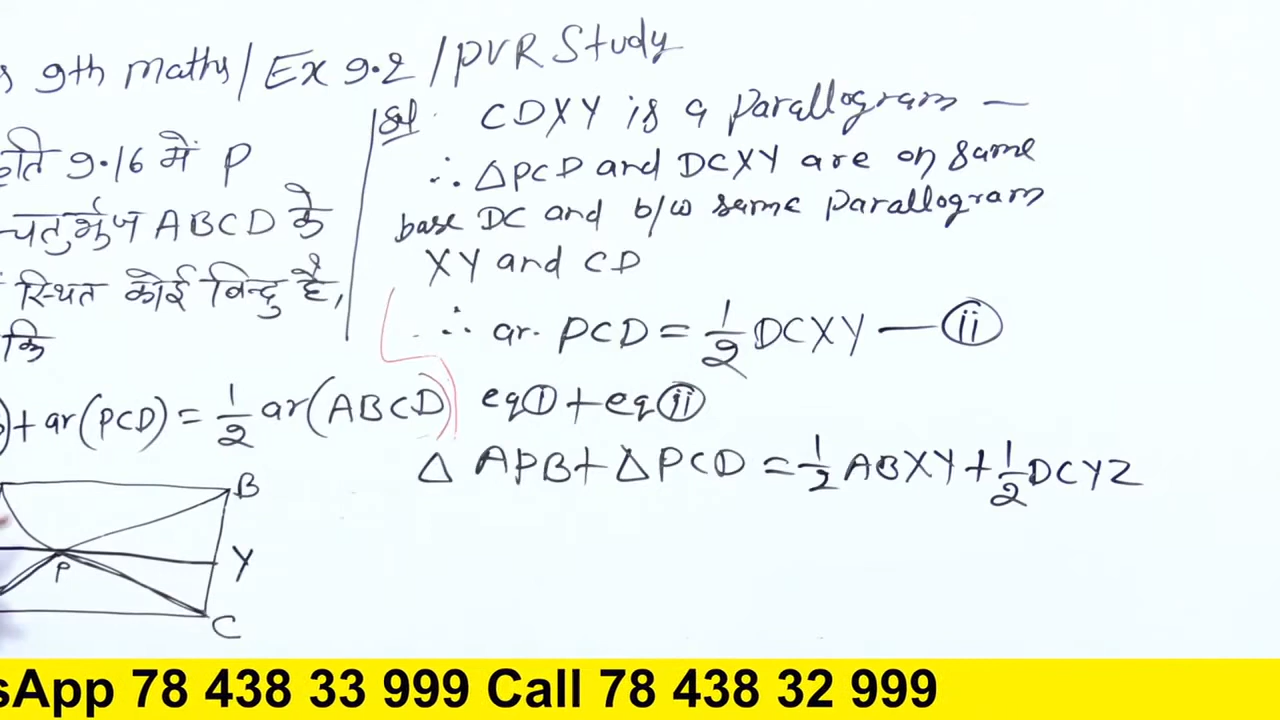 9th maths/ Ex 9.2 / PVR Study
9.16 में P
चतुर्भुज ABCD के
स्थित कोई बिन्दु है,
कि
+ ar(PCD) = 1/2 ar(ABCD)
B
Y
P
C
Sol. CDXY is a parallogram —
∴ △PCD and DCXY are on same
base DC and b/w same parallogram
XY and CD
∴ ar. PCD = 1/2 DCXY — (ii)
eq(i) + eq(ii)
△ APB + △PCD = 1/2 ABXY + 1/2 DCYZ
sApp 78 438 33 999 Call 78 438 32 999